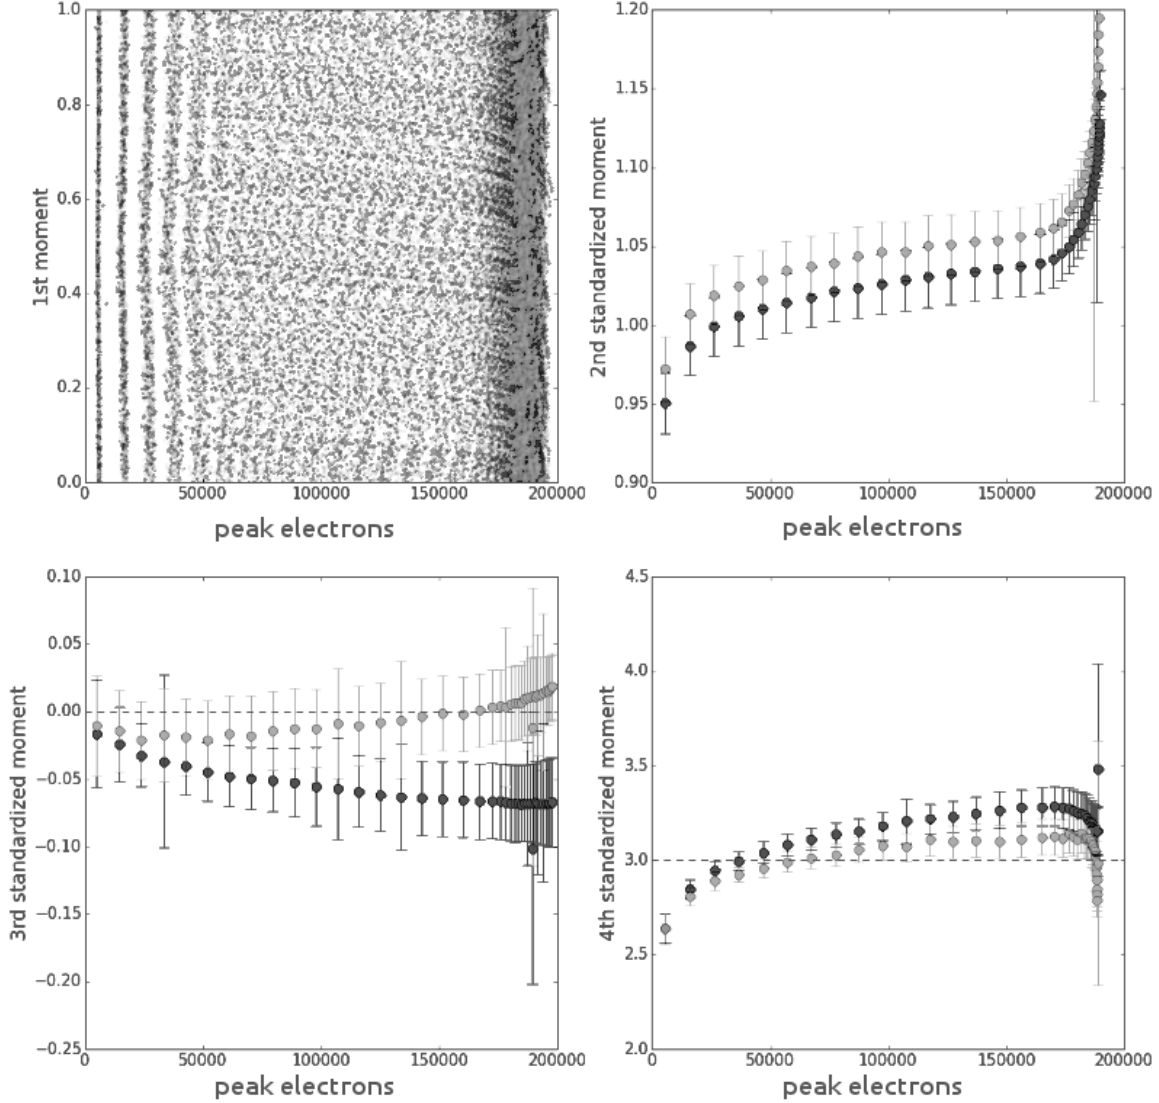 1.0
0.8
0.6
0.4
0.2
0.0
1st moment
0 50000 100000 150000 200000
peak electrons
1.20
1.15
1.10
1.05
1.00
0.95
0.90
2nd standardized moment
0 50000 100000 150000 200000
peak electrons
0.10
0.05
0.00
−0.05
−0.10
−0.15
−0.20
−0.25
3rd standardized moment
0 50000 100000 150000 200000
peak electrons
4.5
4.0
3.5
3.0
2.5
2.0
4th standardized moment
0 50000 100000 150000 200000
peak electrons